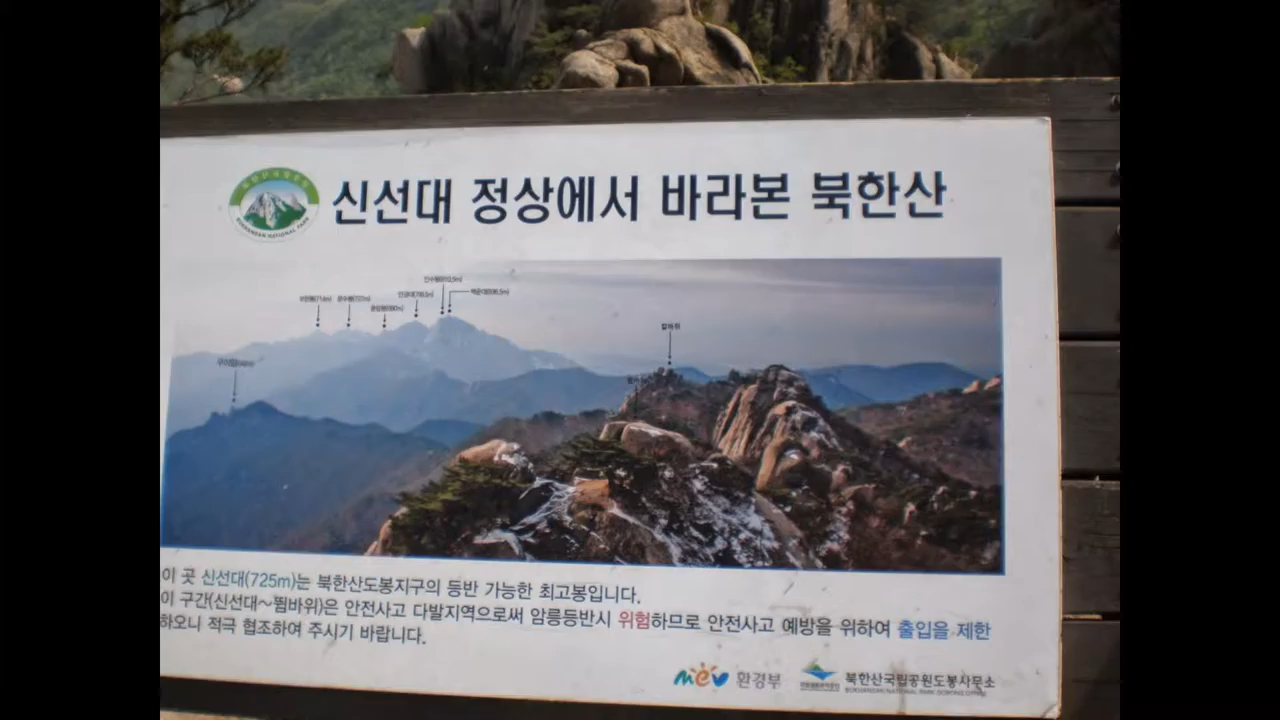 신선대 정상에서 바라본 북한산
이 곳 신선대(725m)는 북한산도봉지구의 등반 가능한 최고봉입니다.
이 구간(신선대~뜀바위)은 안전사고 다발지역으로써 암릉등반시 위험하므로 안전사고 예방을 위하여 출입을 제한
하오니 적극 협조하여 주시기 바랍니다.
mev 환경부
북한산국립공원도봉사무소
BUKHANSAN NATIONAL PARK DOBONG OFFICE